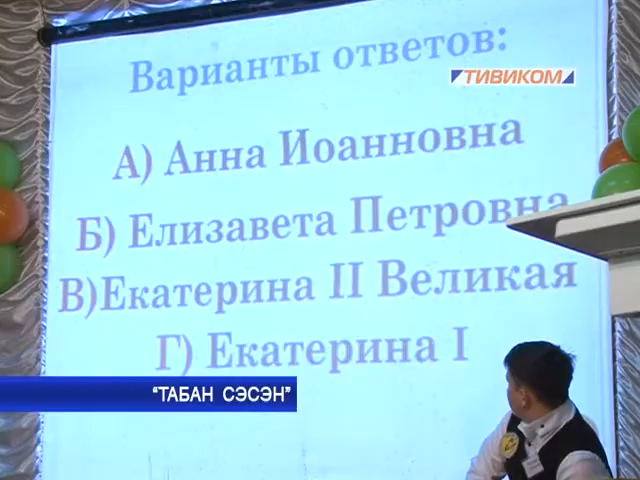 Варианты ответов:
ТИВИКОМ
А) Анна Иоанновна
Б) Елизавета Петровна
В)Екатерина II Великая
Г) Екатерина I
“ТАБАН СЭСЭН”